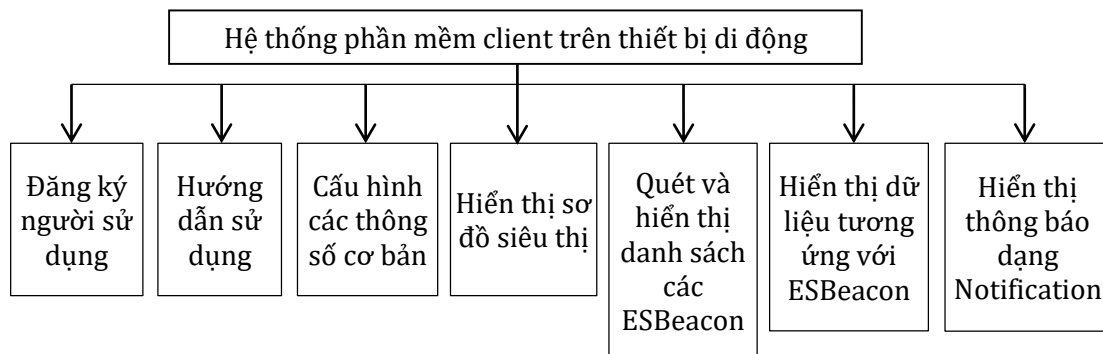 Hệ thống phần mềm client trên thiết bị di động
Đăng ký
người sử
dụng
Hướng
dẫn sử
dụng
Cấu hình
các thông
số cơ bản
Hiển thị sơ
đồ siêu thị
Quét và
hiển thị
danh sách
các
ESBeacon
Hiển thị dữ
liệu tương
ứng với
ESBeacon
Hiển thị
thông báo
dạng
Notification